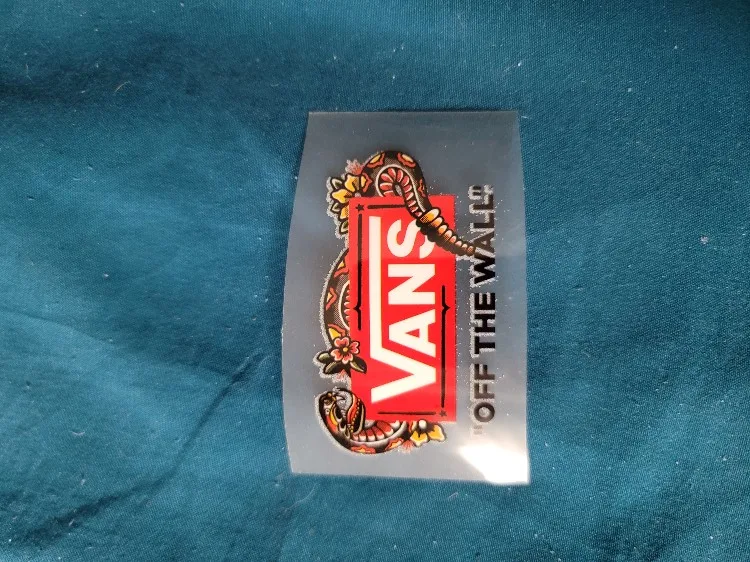 VANS
"OFF THE WALL"